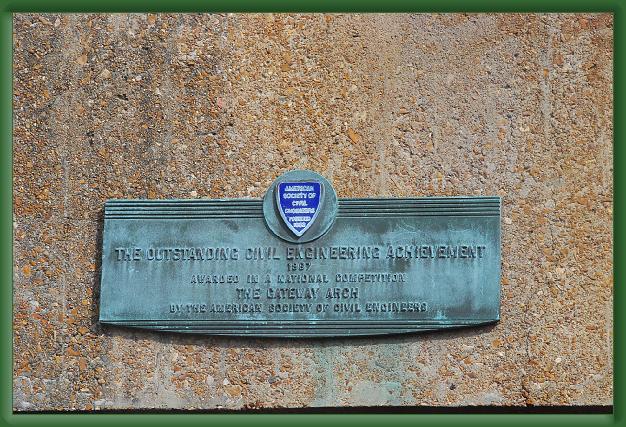 AMERICAN
SOCIETY OF
CIVIL
ENGINEERS
FOUNDED
1852
THE OUTSTANDING CIVIL ENGINEERING ACHIEVEMENT
1967
AWARDED IN A NATIONAL COMPETITION
THE GATEWAY ARCH
BY THE AMERICAN SOCIETY OF CIVIL ENGINEERS